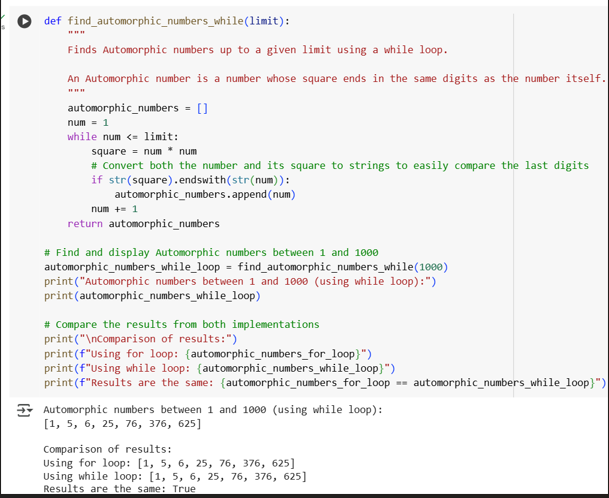 def find_automorphic_numbers_while(limit):
    """
    Finds Automorphic numbers up to a given limit using a while loop.

    An Automorphic number is a number whose square ends in the same digits as the number itself.
    """
    automorphic_numbers = []
    num = 1
    while num <= limit:
        square = num * num
        # Convert both the number and its square to strings to easily compare the last digits
        if str(square).endswith(str(num)):
            automorphic_numbers.append(num)
        num += 1
    return automorphic_numbers

# Find and display Automorphic numbers between 1 and 1000
automorphic_numbers_while_loop = find_automorphic_numbers_while(1000)
print("Automorphic numbers between 1 and 1000 (using while loop):")
print(automorphic_numbers_while_loop)

# Compare the results from both implementations
print("\nComparison of results:")
print(f"Using for loop: {automorphic_numbers_for_loop}")
print(f"Using while loop: {automorphic_numbers_while_loop}")
print(f"Results are the same: {automorphic_numbers_for_loop == automorphic_numbers_while_loop}")

Automorphic numbers between 1 and 1000 (using while loop):
[1, 5, 6, 25, 76, 376, 625]

Comparison of results:
Using for loop: [1, 5, 6, 25, 76, 376, 625]
Using while loop: [1, 5, 6, 25, 76, 376, 625]
Results are the same: True